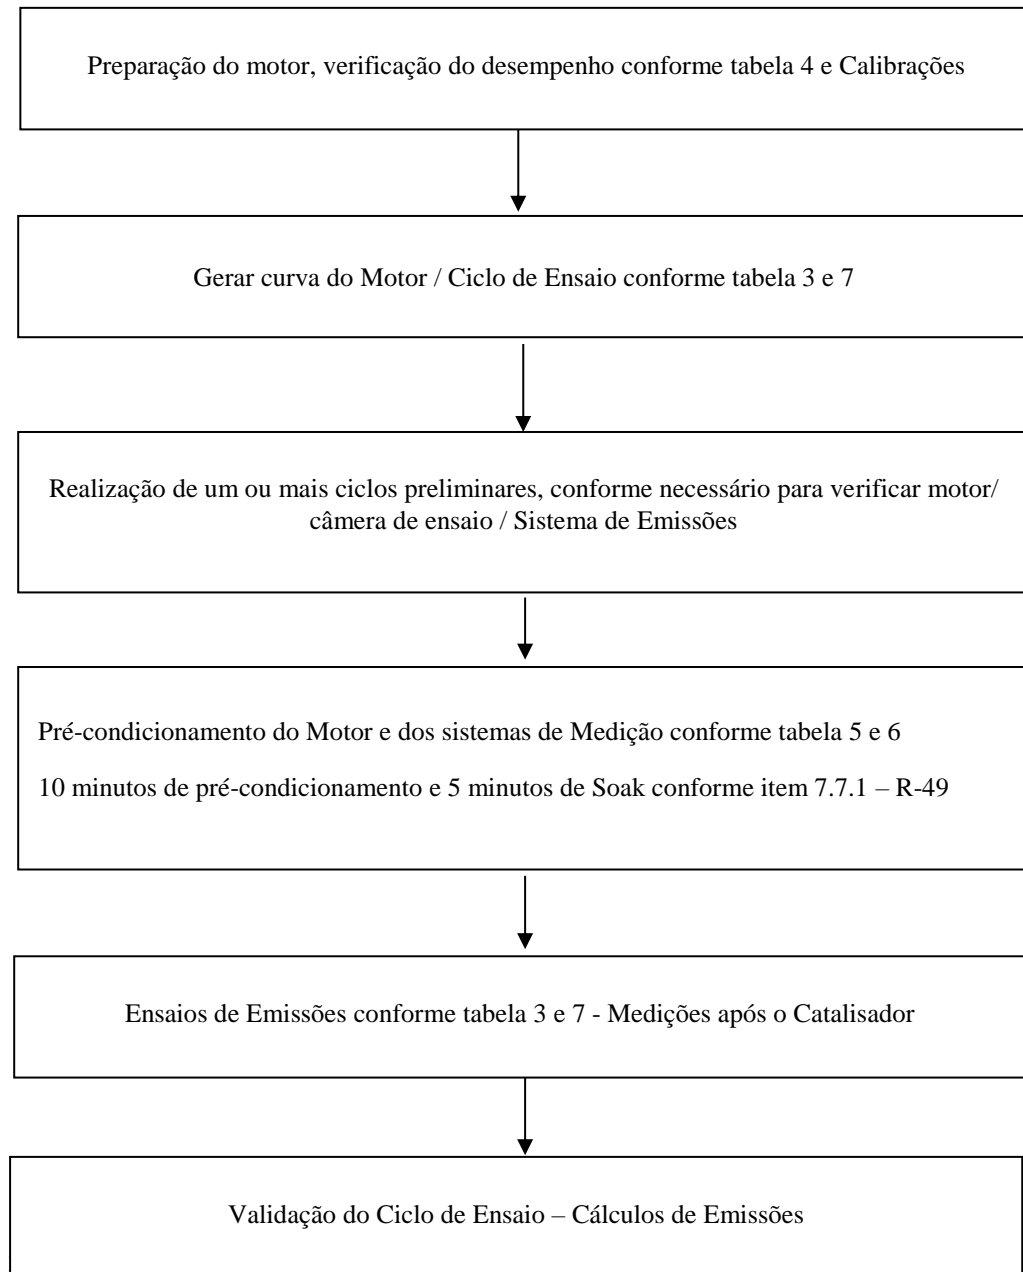 Preparação do motor, verificação do desempenho conforme tabela 4 e Calibrações
Gerar curva do Motor / Ciclo de Ensaio conforme tabela 3 e 7
Realização de um ou mais ciclos preliminares, conforme necessário para verificar motor/
câmera de ensaio / Sistema de Emissões
Pré-condicionamento do Motor e dos sistemas de Medição conforme tabela 5 e 6
10 minutos de pré-condicionamento e 5 minutos de Soak conforme item 7.7.1 – R-49
Ensaios de Emissões conforme tabela 3 e 7 - Medições após o Catalisador
Validação do Ciclo de Ensaio – Cálculos de Emissões